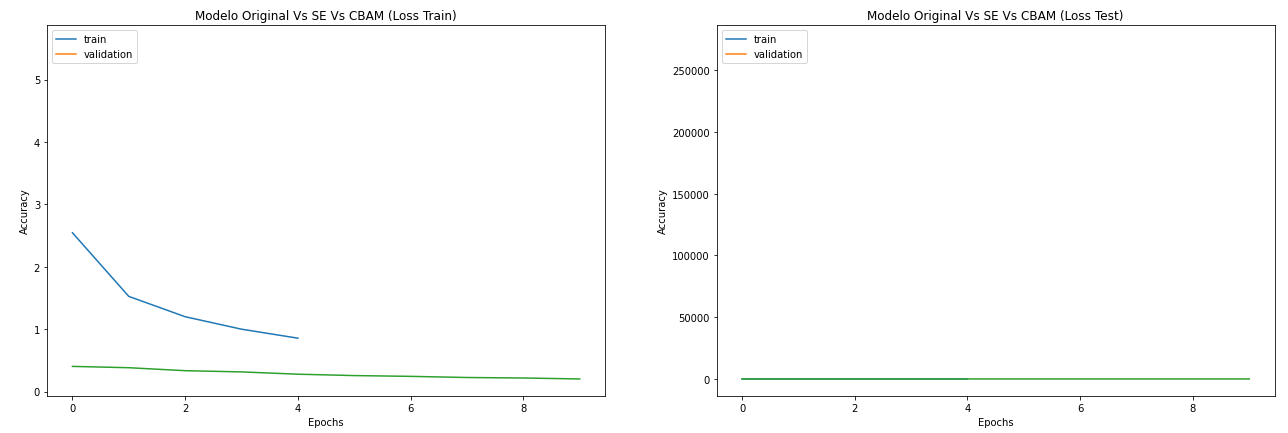 Modelo Original Vs SE Vs CBAM (Loss Train)
train
validation
5
4
3
2
1
0
Accuracy
0 2 4 6 8
Epochs
Modelo Original Vs SE Vs CBAM (Loss Test)
train
validation
250000
200000
150000
100000
50000
0
Accuracy
0 2 4 6 8
Epochs